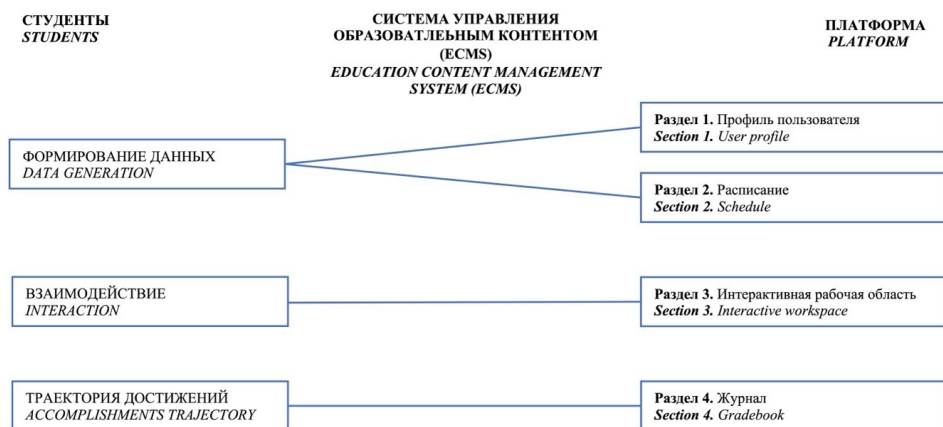 СТУДЕНТЫ
STUDENTS
СИСТЕМА УПРАВЛЕНИЯ
ОБРАЗОВАТЛЕЬНЫМ КОНТЕНТОМ
(ECMS)
EDUCATION CONTENT MANAGEMENT
SYSTEM (ECMS)
ПЛАТФОРМА
PLATFORM
ФОРМИРОВАНИЕ ДАННЫХ
DATA GENERATION
Раздел 1. Профиль пользователя
Section 1. User profile
Раздел 2. Расписание
Section 2. Schedule
ВЗАИМОДЕЙСТВИЕ
INTERACTION
Раздел 3. Интерактивная рабочая область
Section 3. Interactive workspace
ТРАЕКТОРИЯ ДОСТИЖЕНИЙ
ACCOMPLISHMENTS TRAJECTORY
Раздел 4. Журнал
Section 4. Gradebook